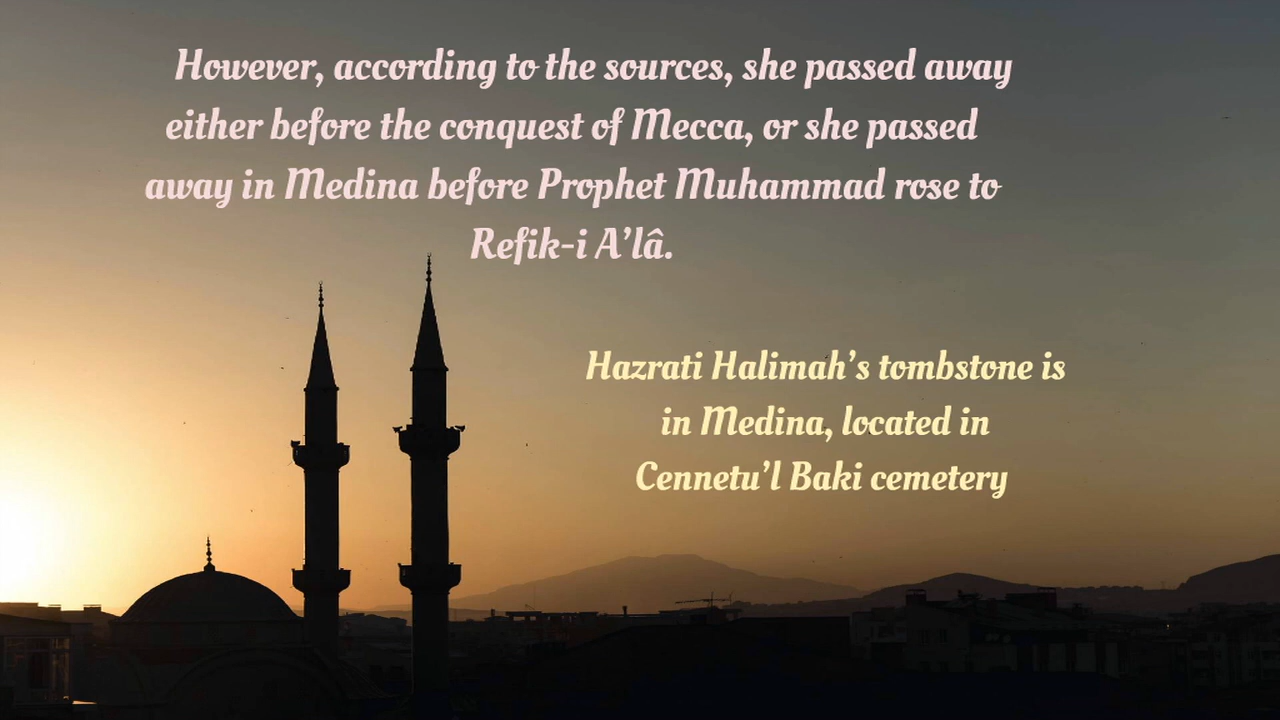 However, according to the sources, she passed away
either before the conquest of Mecca, or she passed
away in Medina before Prophet Muhammad rose to
Refik-i A’lâ.
Hazrati Halimah’s tombstone is
in Medina, located in
Cennetu’l Baki cemetery